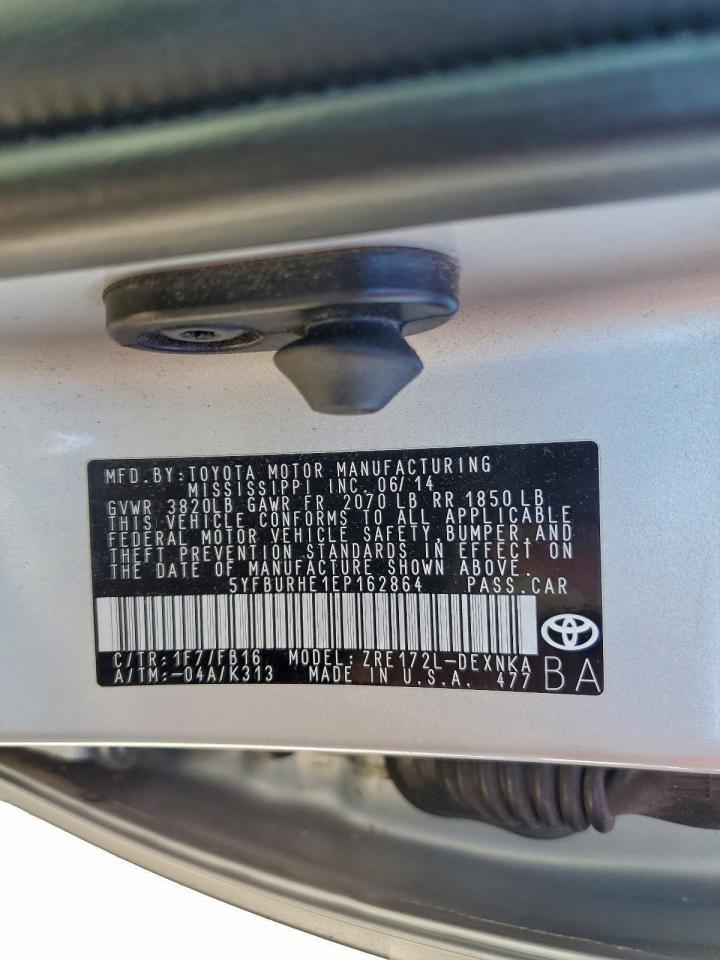 MFD.BY:TOYOTA MOTOR MANUFACTURING
MISSISSIPPI INC. 06/14
GVWR 3820LB GAWR FR 2070 LB RR 1850 LB
THIS VEHICLE CONFORMS TO ALL APPLICABLE
FEDERAL MOTOR VEHICLE SAFETY,BUMPER,AND
THEFT PREVENTION STANDARDS IN EFFECT ON
THE DATE OF MANUFACTURE SHOWN ABOVE.
5YFBURHE1EP162864 PASS.CAR
C/TR:1F7/FB16 MODEL:ZRE172L-DEXNKA
A/TM:-04A/K313 MADE IN U.S.A. 477
BA